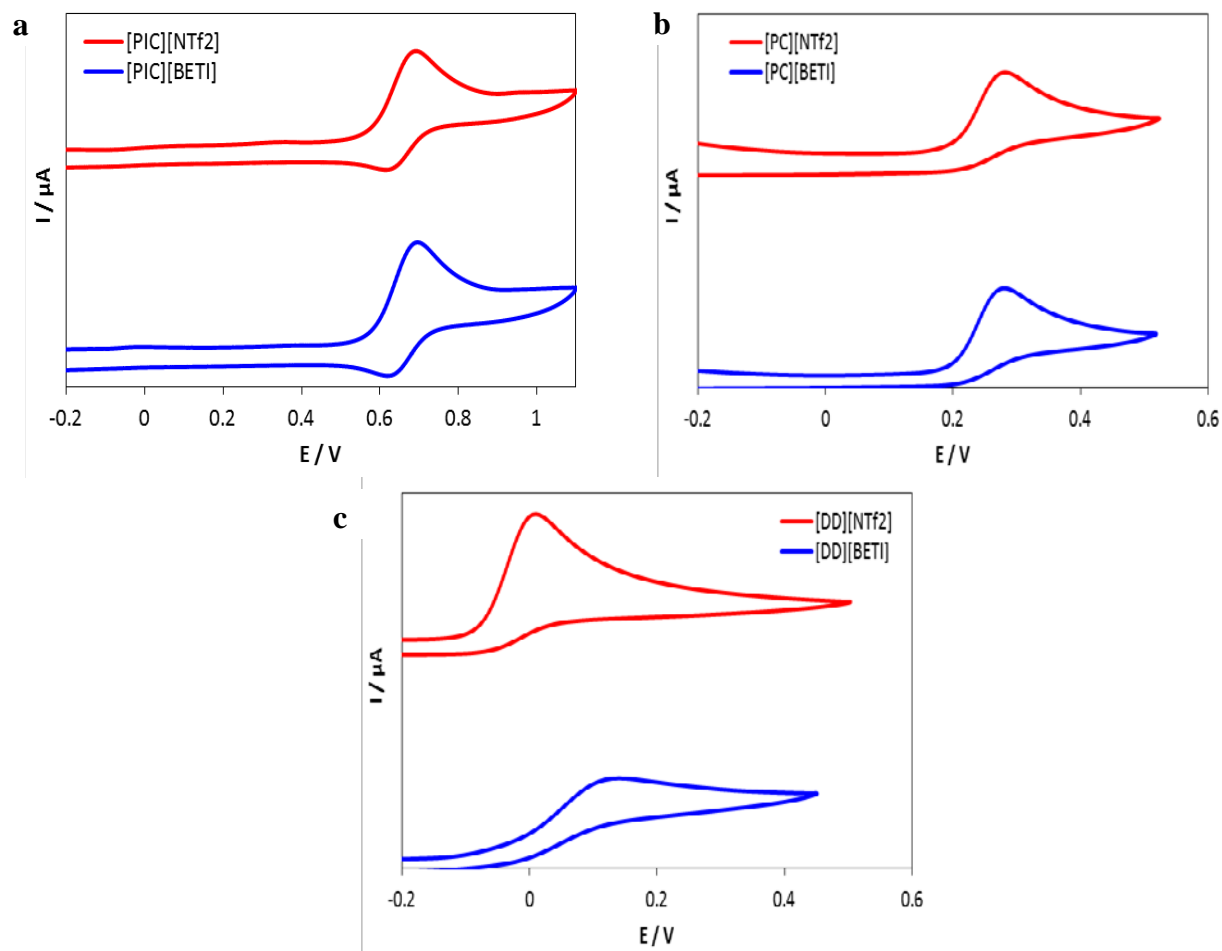 a
[PIC][NTf2]
[PIC][BETI]
I / µA
-0.2 0 0.2 0.4 0.6 0.8 1
E / V
b
[PC][NTf2]
[PC][BETI]
I / µA
-0.2 0 0.2 0.4 0.6
E / V
c
[DD][NTf2]
[DD][BETI]
I / µA
-0.2 0 0.2 0.4 0.6
E / V